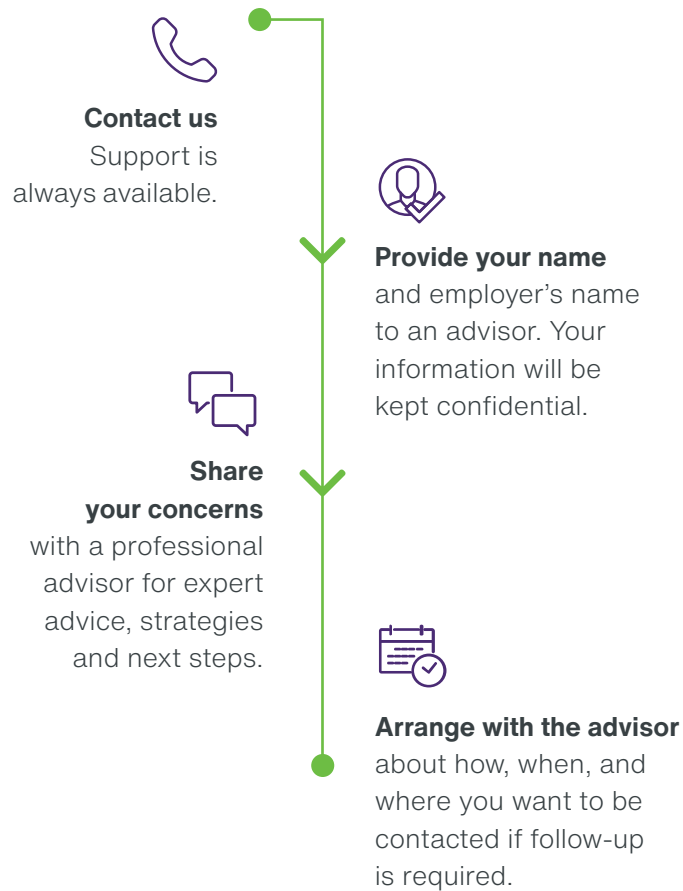 Contact us
Support is
always available.
Provide your name
and employer’s name
to an advisor. Your
information will be
kept confidential.
Share
your concerns
with a professional
advisor for expert
advice, strategies
and next steps.
Arrange with the advisor
about how, when, and
where you want to be
contacted if follow-up
is required.